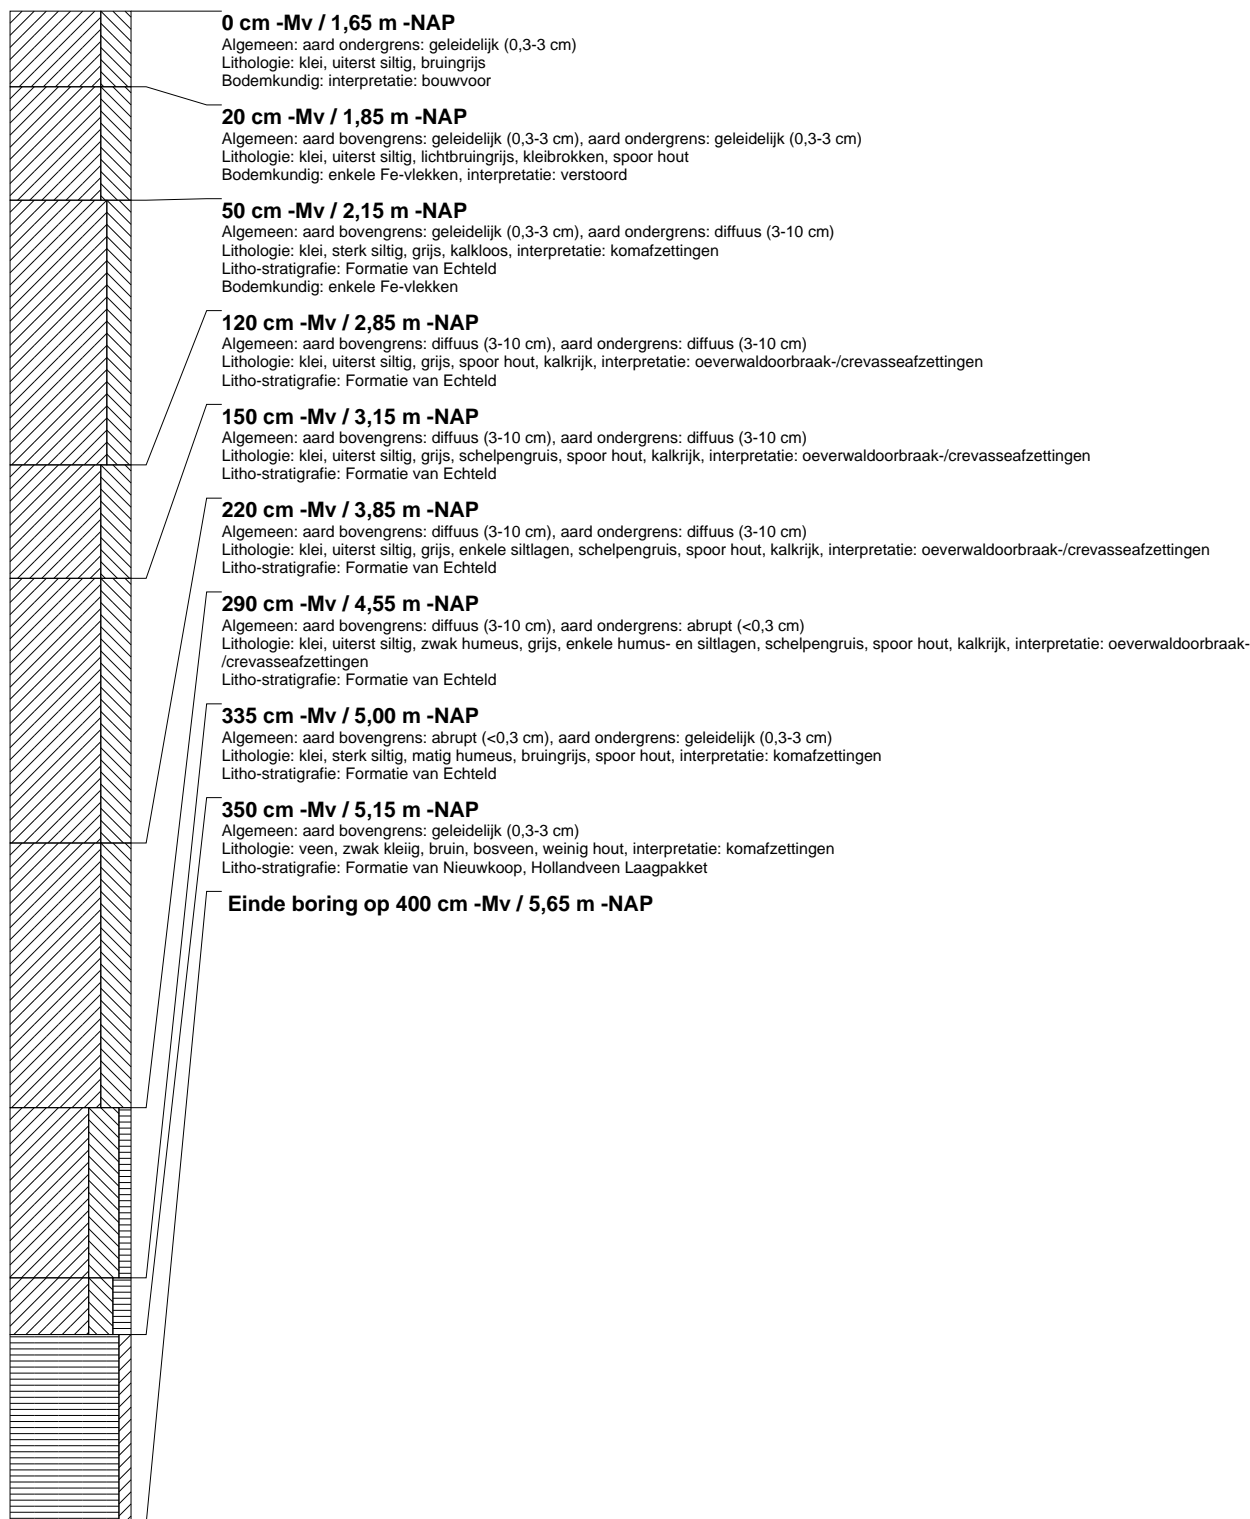 0 cm -Mv / 1,65 m -NAP
Algemeen: aard ondergrens: geleidelijk (0,3-3 cm)
Lithologie: klei, uiterst siltig, bruingrijs
Bodemkundig: interpretatie: bouwvoor
20 cm -Mv / 1,85 m -NAP
Algemeen: aard bovengrens: geleidelijk (0,3-3 cm), aard ondergrens: geleidelijk (0,3-3 cm)
Lithologie: klei, uiterst siltig, lichtbruingrijs, kleibrokken, spoor hout
Bodemkundig: enkele Fe-vlekken, interpretatie: verstoord
50 cm -Mv / 2,15 m -NAP
Algemeen: aard bovengrens: geleidelijk (0,3-3 cm), aard ondergrens: diffuus (3-10 cm)
Lithologie: klei, sterk siltig, grijs, kalkloos, interpretatie: komafzettingen
Litho-stratigrafie: Formatie van Echteld
Bodemkundig: enkele Fe-vlekken
120 cm -Mv / 2,85 m -NAP
Algemeen: aard bovengrens: diffuus (3-10 cm), aard ondergrens: diffuus (3-10 cm)
Lithologie: klei, uiterst siltig, grijs, spoor hout, kalkrijk, interpretatie: oeverwaldoorbraak-/crevasseafzettingen
Litho-stratigrafie: Formatie van Echteld
150 cm -Mv / 3,15 m -NAP
Algemeen: aard bovengrens: diffuus (3-10 cm), aard ondergrens: diffuus (3-10 cm)
Lithologie: klei, uiterst siltig, grijs, schelpengruis, spoor hout, kalkrijk, interpretatie: oeverwaldoorbraak-/crevasseafzettingen
Litho-stratigrafie: Formatie van Echteld
220 cm -Mv / 3,85 m -NAP
Algemeen: aard bovengrens: diffuus (3-10 cm), aard ondergrens: diffuus (3-10 cm)
Lithologie: klei, uiterst siltig, grijs, enkele siltlagen, schelpengruis, spoor hout, kalkrijk, interpretatie: oeverwaldoorbraak-/crevasseafzettingen
Litho-stratigrafie: Formatie van Echteld
290 cm -Mv / 4,55 m -NAP
Algemeen: aard bovengrens: diffuus (3-10 cm), aard ondergrens: abrupt (<0,3 cm)
Lithologie: klei, uiterst siltig, zwak humeus, grijs, enkele humus- en siltlagen, schelpengruis, spoor hout, kalkrijk, interpretatie: oeverwaldoorbraak-
/crevasseafzettingen
Litho-stratigrafie: Formatie van Echteld
335 cm -Mv / 5,00 m -NAP
Algemeen: aard bovengrens: abrupt (<0,3 cm), aard ondergrens: geleidelijk (0,3-3 cm)
Lithologie: klei, sterk siltig, matig humeus, bruingrijs, spoor hout, interpretatie: komafzettingen
Litho-stratigrafie: Formatie van Echteld
350 cm -Mv / 5,15 m -NAP
Algemeen: aard bovengrens: geleidelijk (0,3-3 cm)
Lithologie: veen, zwak kleiig, bruin, bosveen, weinig hout, interpretatie: komafzettingen
Litho-stratigrafie: Formatie van Nieuwkoop, Hollandveen Laagpakket
Einde boring op 400 cm -Mv / 5,65 m -NAP